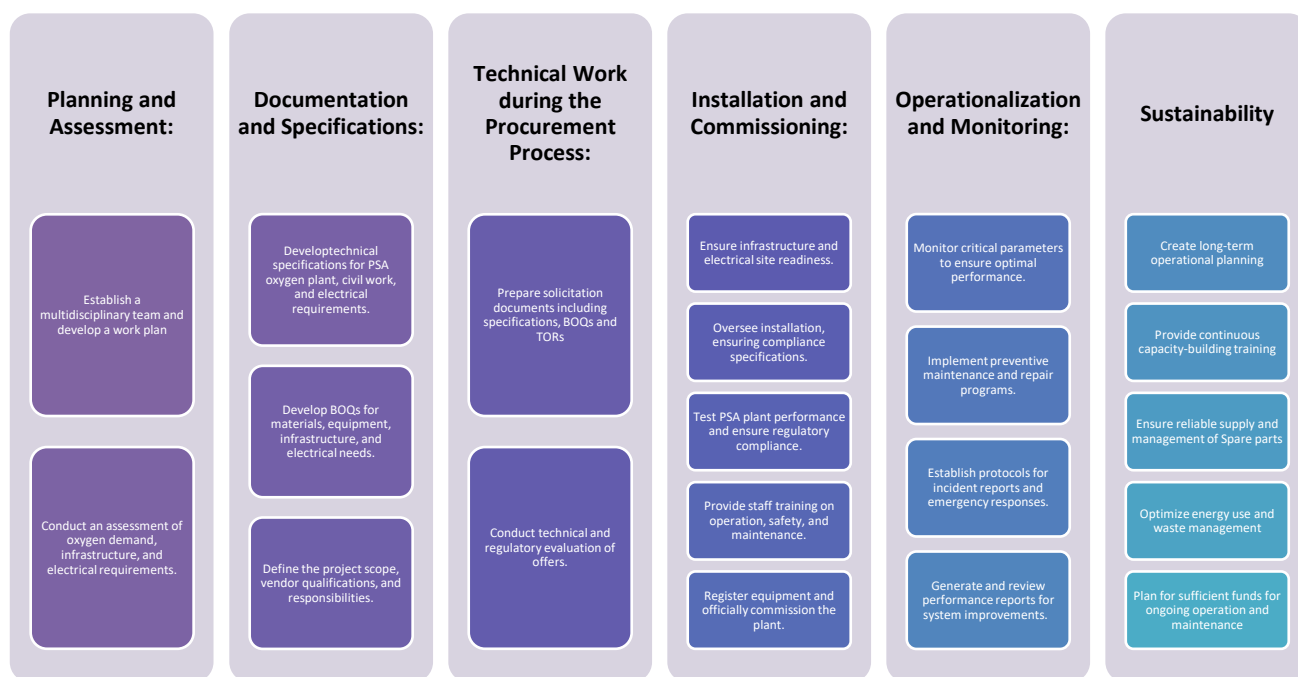 Planning and
Assessment:
Establish a
multidisciplinary team and
develop a work plan
Conduct an assessment of
oxygen demand,
infrastructure, and
electrical requirements.
Documentation
and Specifications:
Developtechnical
specifications for PSA
oxygen plant, civil work,
and electrical
requirements.
Develop BOQs for
materials, equipment,
infrastructure, and
electrical needs.
Define the project scope,
vendor qualifications, and
responsibilities.
Technical Work
during the
Procurement
Process:
Prepare solicitation
documents including
specifications, BOQs and
TORs
Conduct technical and
regulatory evaluation of
offers.
Installation and
Commissioning:
Ensure infrastructure and
electrical site readiness.
Oversee installation,
ensuring compliance
specifications.
Test PSA plant performance
and ensure regulatory
compliance.
Provide staff training on
operation, safety, and
maintenance.
Register equipment and
officially commission the
plant.
Operationalization
and Monitoring:
Monitor critical parameters
to ensure optimal
performance.
Implement preventive
maintenance and repair
programs.
Establish protocols for
incident reports and
emergency responses.
Generate and review
performance reports for
system improvements.
Sustainability
Create long-term
operational planning
Provide continuous
capacity-building training
Ensure reliable supply and
management of Spare parts
Optimize energy use and
waste management
Plan for sufficient funds for
ongoing operation and
maintenance